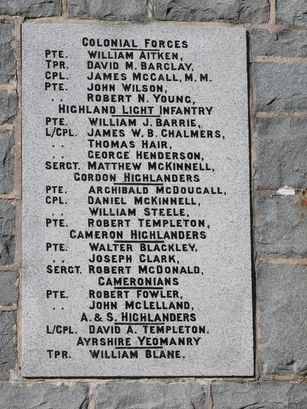 COLONIAL FORCES
PTE. WILLIAM AITKEN,
TPR. DAVID M. BARCLAY,
CPL. JAMES MCCALL, M.M.
PTE. JOHN WILSON,
. . ROBERT N. YOUNG,
HIGHLAND LIGHT INFANTRY
PTE. WILLIAM J. BARRIE,
L/CPL. JAMES W. B. CHALMERS,
. . THOMAS HAIR,
. . GEORGE HENDERSON,
SERGT. MATTHEW MCKINNELL,
GORDON HIGHLANDERS
PTE. ARCHIBALD MCDOUGALL,
CPL. DANIEL MCKINNELL,
. . WILLIAM STEELE,
PTE. ROBERT TEMPLETON,
CAMERON HIGHLANDERS
PTE. WALTER BLACKLEY,
. . JOSEPH CLARK,
SERGT. ROBERT MCDONALD,
CAMERONIANS
PTE. ROBERT FOWLER,
. . JOHN MCLELLAND,
A. & S. HIGHLANDERS
L/CPL. DAVID A. TEMPLETON.
AYRSHIRE YEOMANRY
TPR. WILLIAM BLANE.